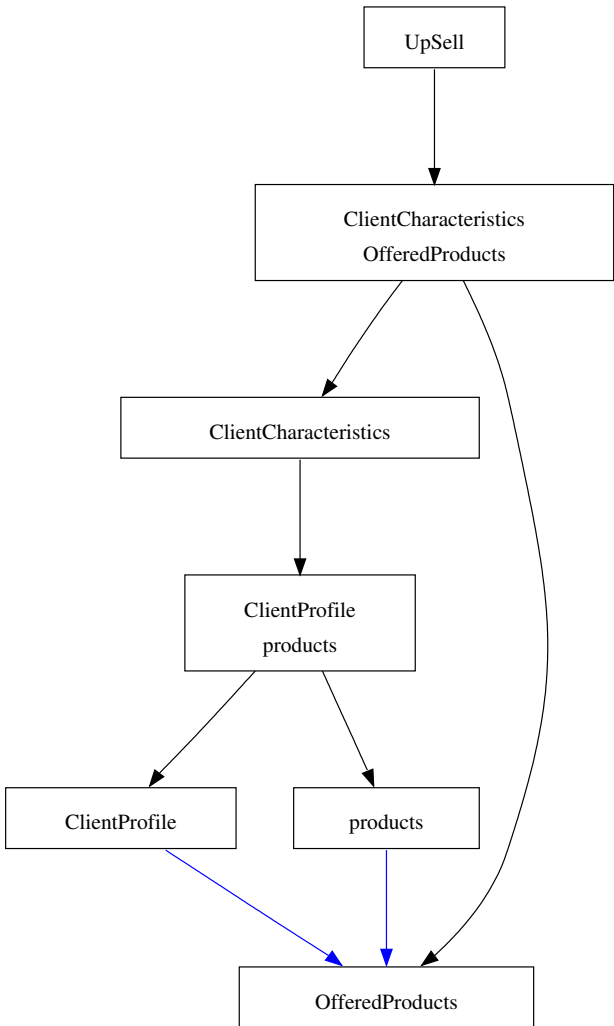 UpSell
ClientCharacteristics
OfferedProducts
ClientCharacteristics
ClientProfile
products
ClientProfile
products
OfferedProducts